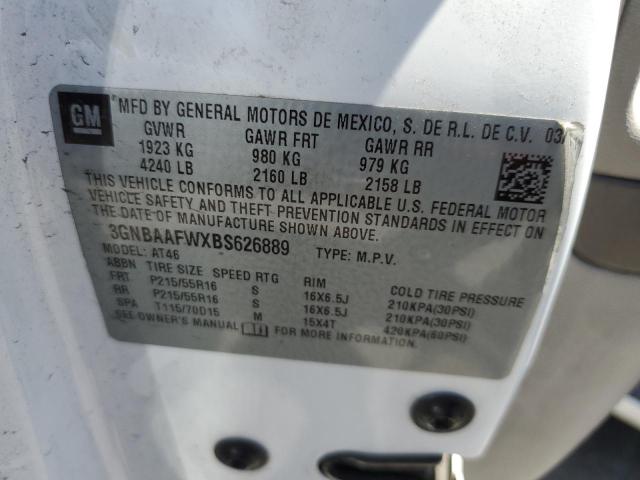 GM
*MFD BY GENERAL MOTORS DE MEXICO, S. DE R.L. DE C.V. 03/
GVWR GAWR FRT GAWR RR
1923 KG 980 KG 979 KG
4240 LB 2160 LB 2158 LB
THIS VEHICLE CONFORMS TO ALL APPLICABLE U.S. FEDERAL MOTOR
VEHICLE SAFETY AND THEFT PREVENTION STANDARDS IN EFFECT ON
THE DATE OF MANUFACTURE SHOWN ABOVE.
3GNBAAFWXBS626889 TYPE: M.P.V.
MODEL: AT46
ABBN TIRE SIZE SPEED RTG RIM COLD TIRE PRESSURE
FRT P215/55R16 S 16X6.5J 210KPA(30PSI)
RR P215/55R16 S 16X6.5J 210KPA(30PSI)
SPA T115/70D15 M 15X4T 420KPA(60PSI)
SEE OWNER'S MANUAL FOR MORE INFORMATION.